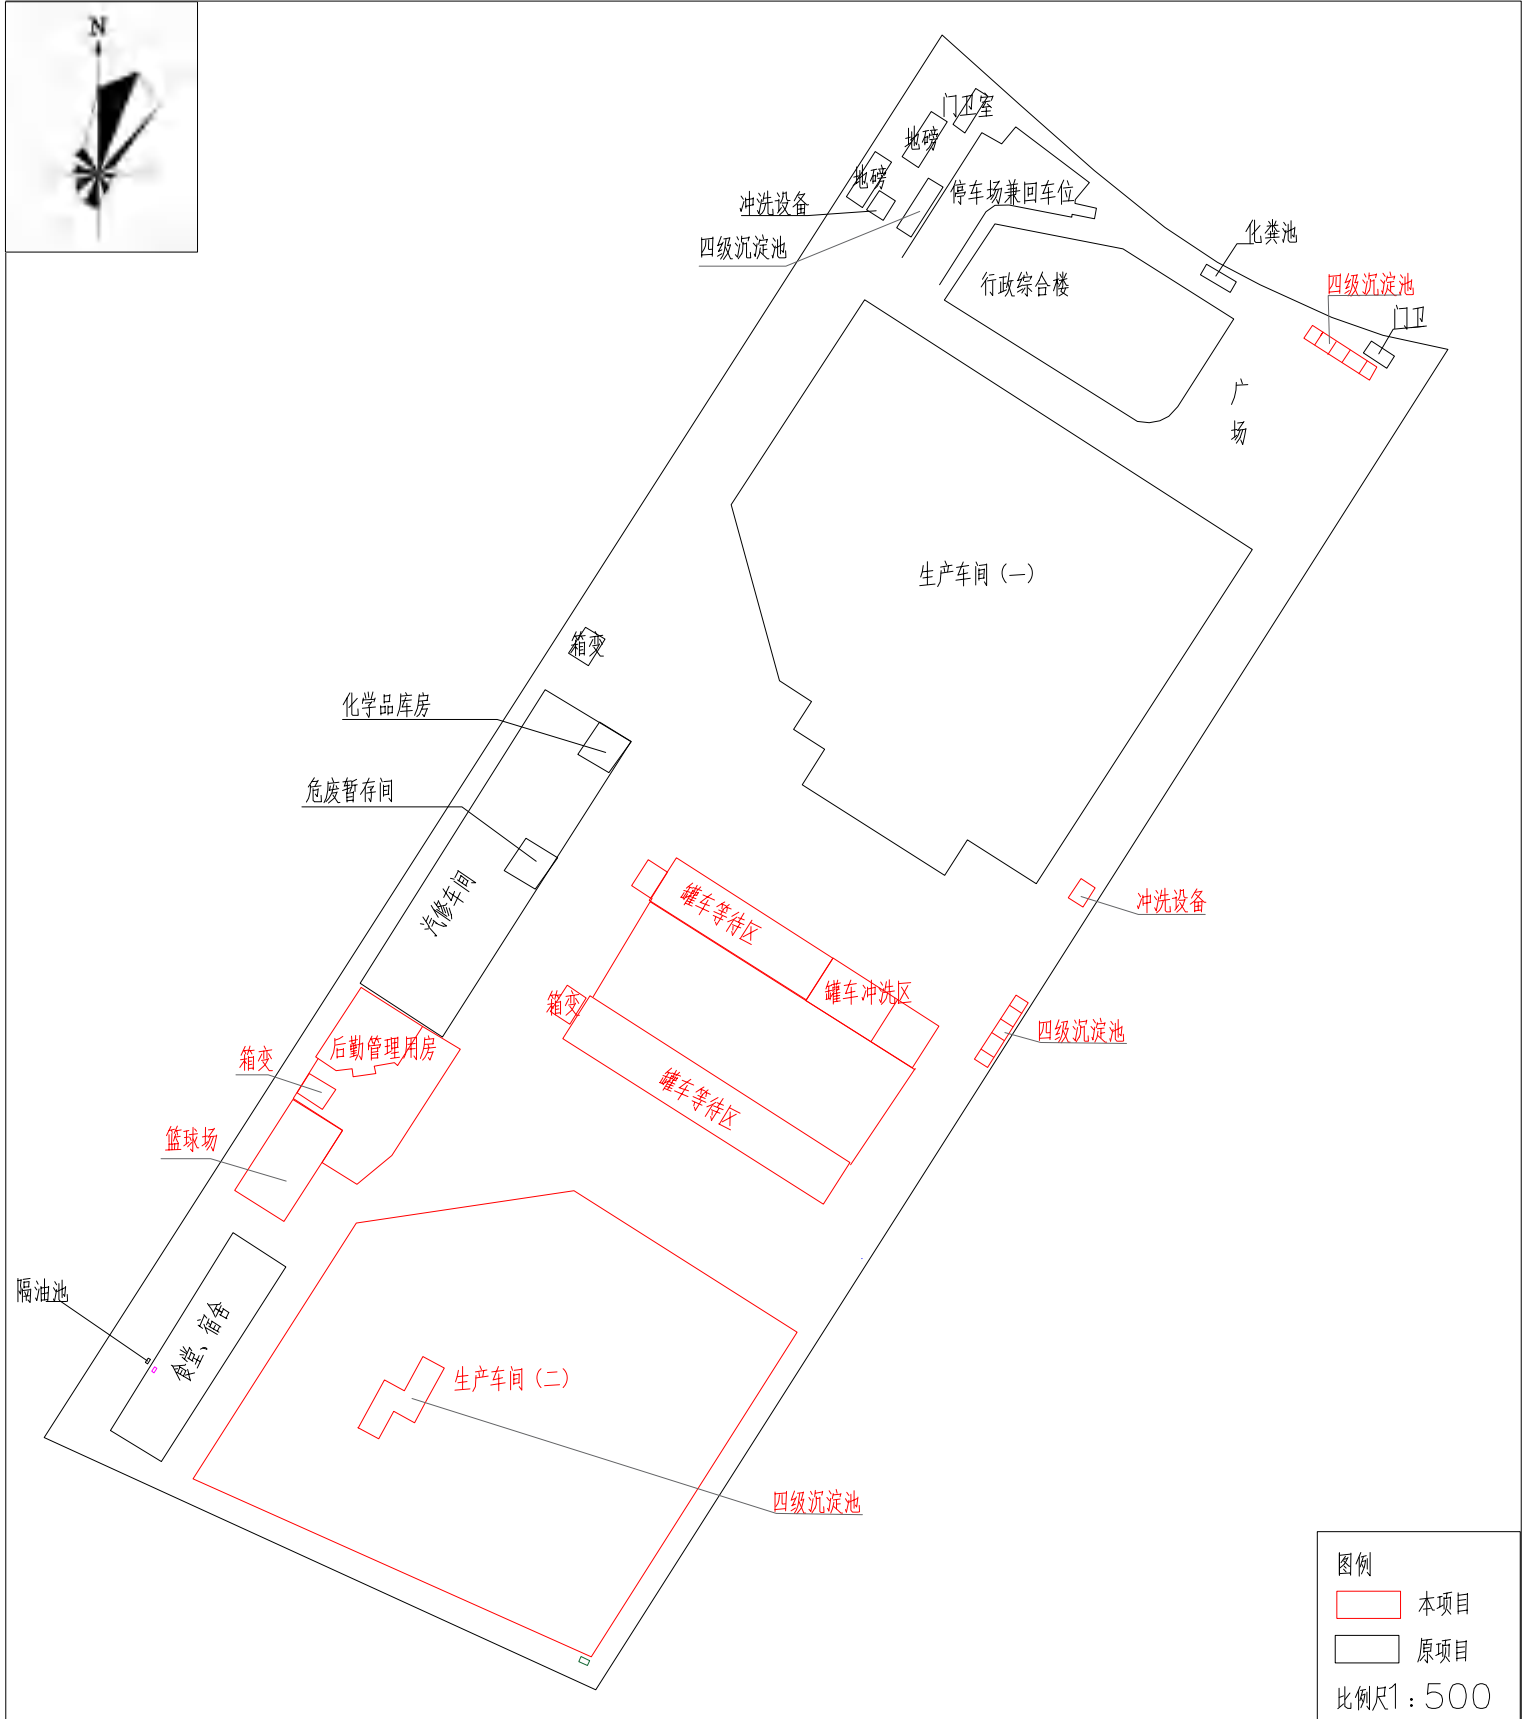 N
门卫室
地磅
地磅
冲洗设备
四级沉淀池
停车场兼回车位
化粪池
行政综合楼
四级沉淀池
门卫
广
场
生产车间（一）
箱变
化学品库房
危废暂存间
汽修车间
罐车等待区
冲洗设备
罐车冲洗区
箱变
四级沉淀池
后勤管理用房
箱变
罐车等待区
篮球场
隔油池
食堂、宿舍
生产车间（二）
四级沉淀池
图例
本项目
原项目
比例尺1：500